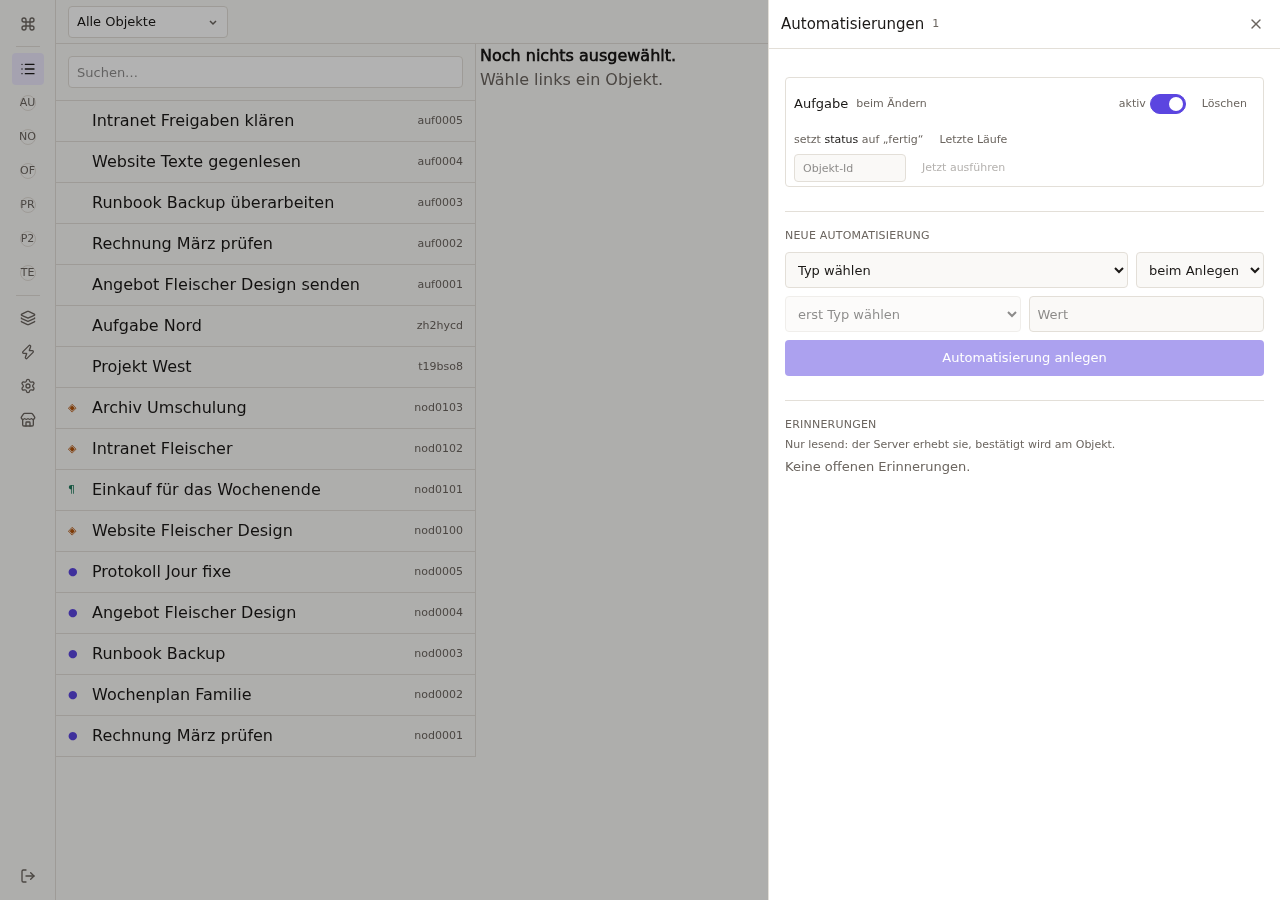 Alle Objekte
Suchen…
AU
NO
OF
PR
P2
TE
Intranet Freigaben klären auf0005
Website Texte gegenlesen auf0004
Runbook Backup überarbeiten auf0003
Rechnung März prüfen auf0002
Angebot Fleischer Design senden auf0001
Aufgabe Nord zh2hycd
Projekt West t19bso8
Archiv Umschulung nod0103
Intranet Fleischer nod0102
¶ Einkauf für das Wochenende nod0101
Website Fleischer Design nod0100
Protokoll Jour fixe nod0005
Angebot Fleischer Design nod0004
Runbook Backup nod0003
Wochenplan Familie nod0002
Rechnung März prüfen nod0001
Noch nichts ausgewählt.
Wähle links ein Objekt.
Automatisierungen 1
Aufgabe beim Ändern aktiv Löschen
setzt status auf „fertig“ Letzte Läufe
Objekt-Id Jetzt ausführen
NEUE AUTOMATISIERUNG
Typ wählen beim Anlegen
erst Typ wählen Wert
Automatisierung anlegen
ERINNERUNGEN
Nur lesend: der Server erhebt sie, bestätigt wird am Objekt.
Keine offenen Erinnerungen.